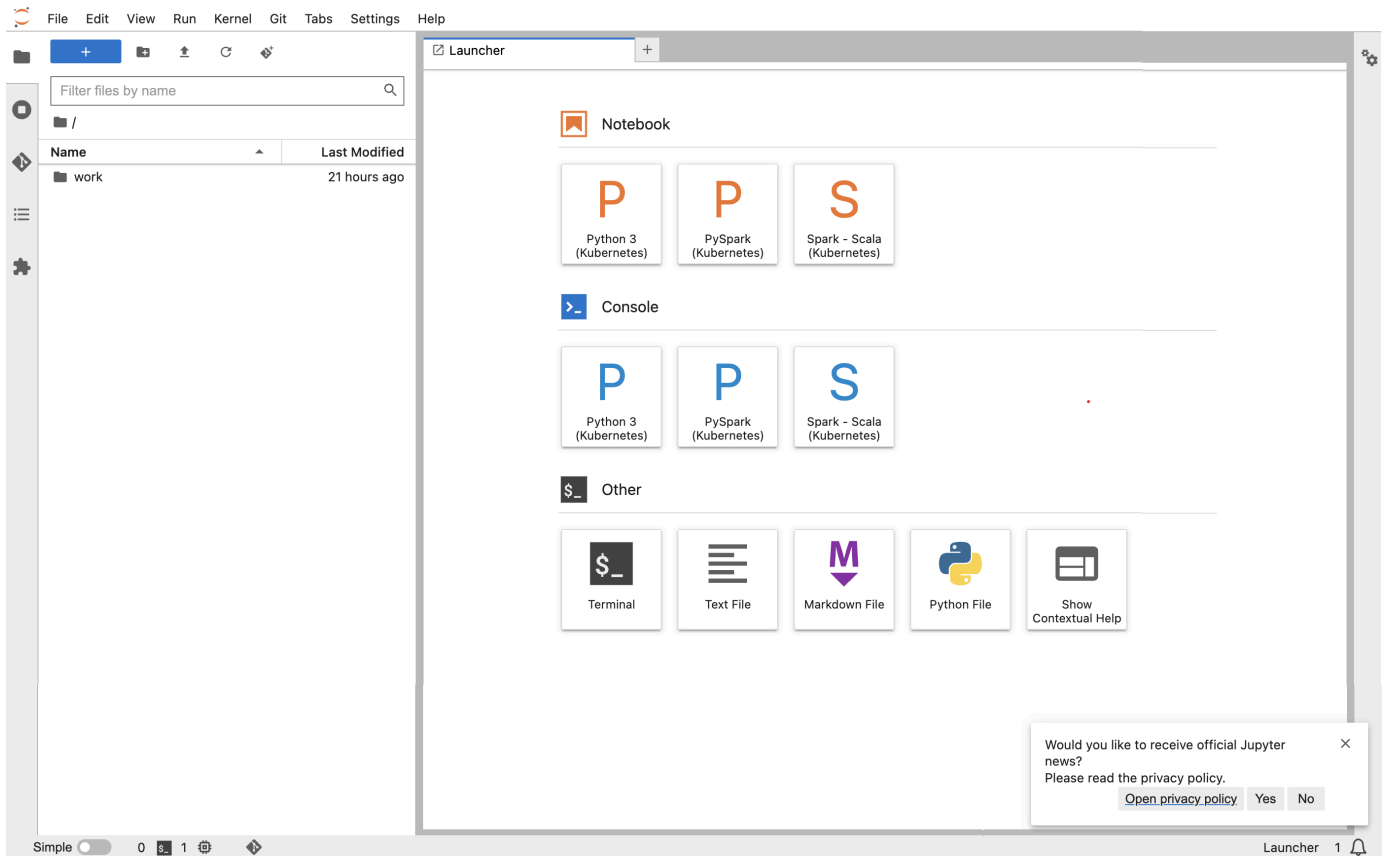 File Edit View Run Kernel Git Tabs Settings Help
+
Launcher
+
Filter files by name
/
Name
Last Modified
work
21 hours ago
Notebook
P
Python 3
(Kubernetes)
P
PySpark
(Kubernetes)
S
Spark - Scala
(Kubernetes)
>_ Console
P
Python 3
(Kubernetes)
P
PySpark
(Kubernetes)
S
Spark - Scala
(Kubernetes)
$_ Other
$_
Terminal
Text File
M
Markdown File
Python File
Show
Contextual Help
Would you like to receive official Jupyter
news?
Please read the privacy policy.
Open privacy policy Yes No
Simple 0 $_ 1
Launcher 1